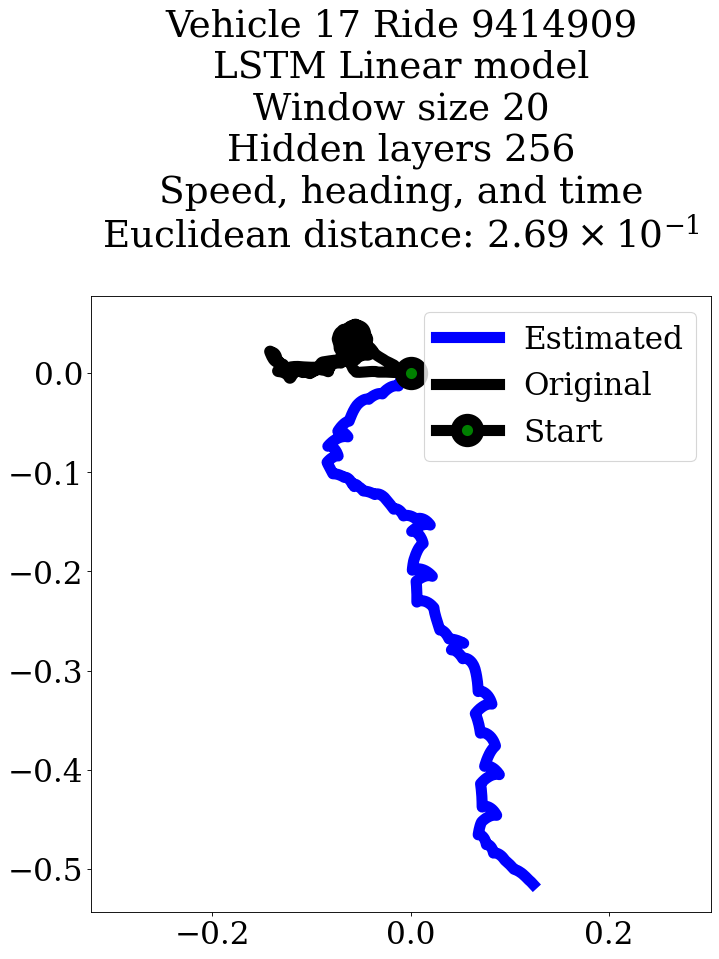 Vehicle 17 Ride 9414909
LSTM Linear model
Window size 20
Hidden layers 256
Speed, heading, and time
Euclidean distance: 2.69 × 10⁻¹
Estimated
Original
Start
0.0
−0.1
−0.2
−0.3
−0.4
−0.5
−0.2 0.0 0.2